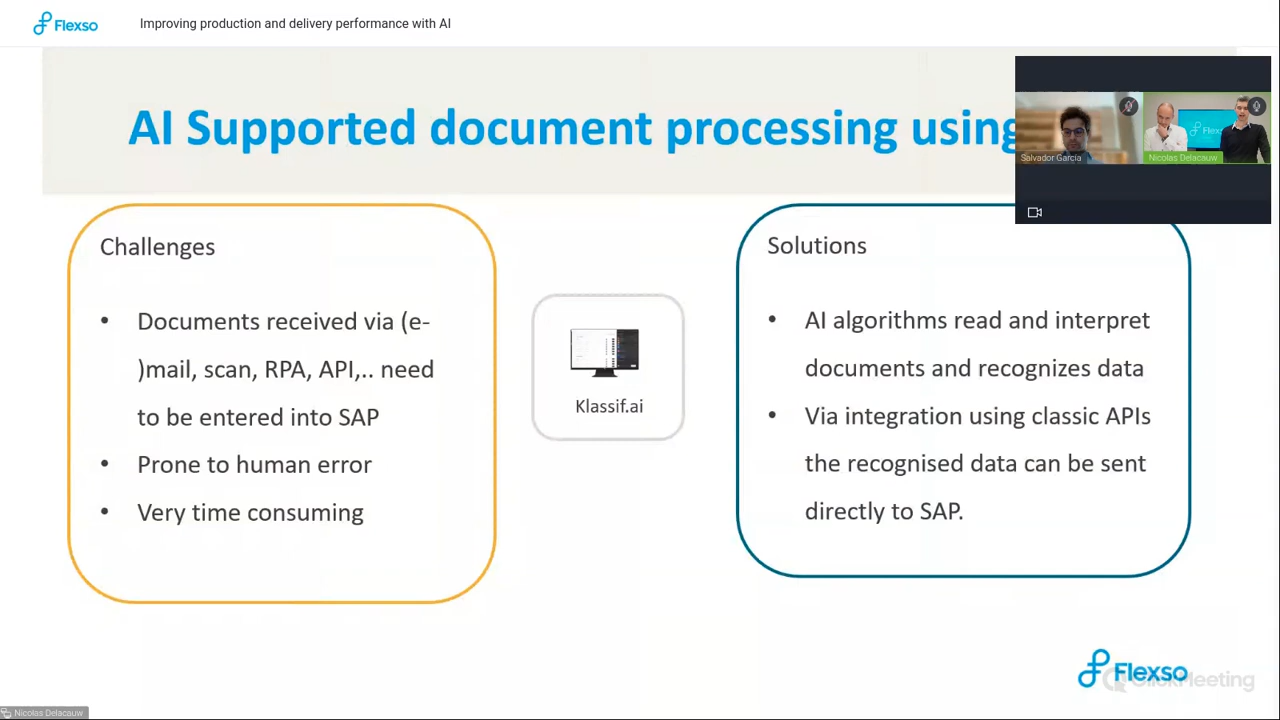 Flexso
Improving production and delivery performance with AI
AI Supported document processing using
Salvador Garcia
Nicolas Delacauw
Challenges
• Documents received via (e-
)mail, scan, RPA, API,.. need
to be entered into SAP
• Prone to human error
• Very time consuming
Klassif.ai
Solutions
• AI algorithms read and interpret
documents and recognizes data
• Via integration using classic APIs
the recognised data can be sent
directly to SAP.
Flexso
ClickMeeting
Nicolas Delacauw